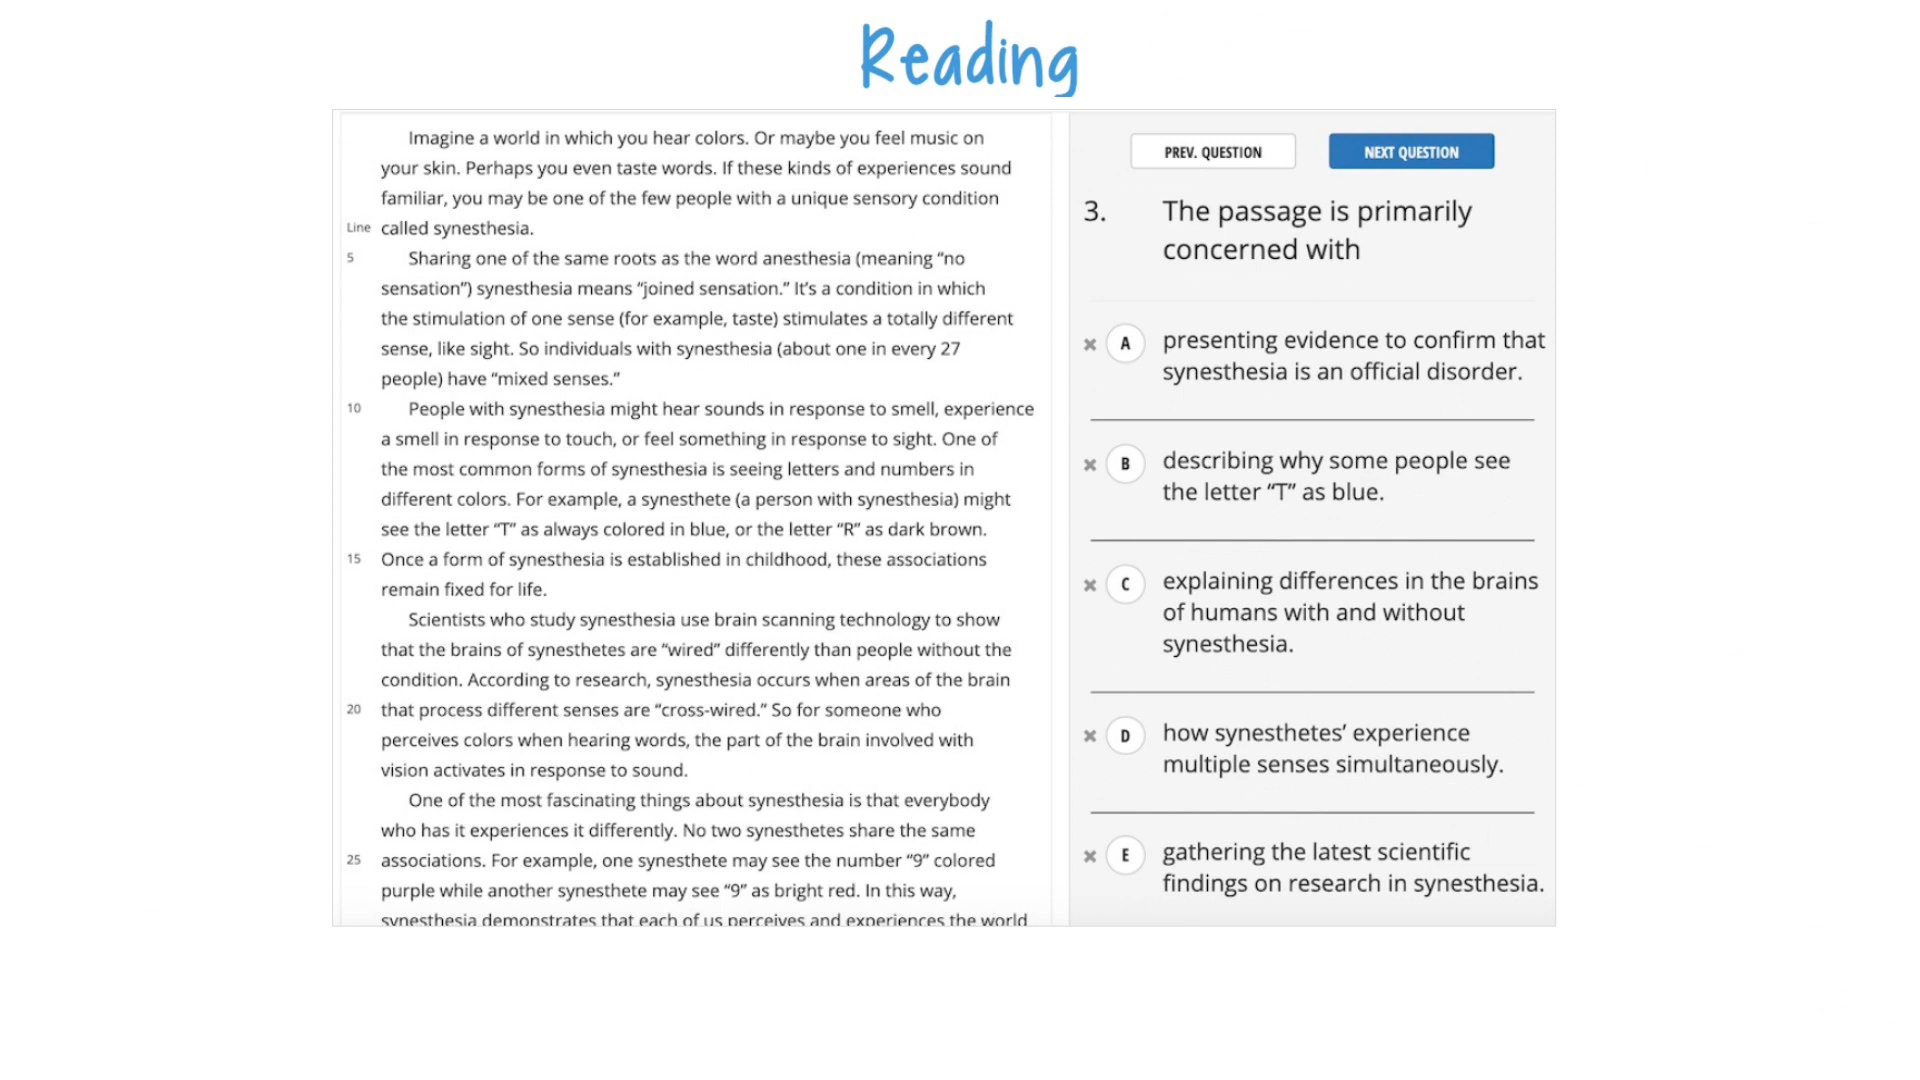 Reading
Imagine a world in which you hear colors. Or maybe you feel music on
your skin. Perhaps you even taste words. If these kinds of experiences sound
familiar, you may be one of the few people with a unique sensory condition
Line called synesthesia.
5 Sharing one of the same roots as the word anesthesia (meaning “no
sensation”) synesthesia means “joined sensation.” It’s a condition in which
the stimulation of one sense (for example, taste) stimulates a totally different
sense, like sight. So individuals with synesthesia (about one in every 27
people) have “mixed senses.”
10 People with synesthesia might hear sounds in response to smell, experience
a smell in response to touch, or feel something in response to sight. One of
the most common forms of synesthesia is seeing letters and numbers in
different colors. For example, a synesthete (a person with synesthesia) might
see the letter “T” as always colored in blue, or the letter “R” as dark brown.
15 Once a form of synesthesia is established in childhood, these associations
remain fixed for life.
Scientists who study synesthesia use brain scanning technology to show
that the brains of synesthetes are “wired” differently than people without the
condition. According to research, synesthesia occurs when areas of the brain
20 that process different senses are “cross-wired.” So for someone who
perceives colors when hearing words, the part of the brain involved with
vision activates in response to sound.
One of the most fascinating things about synesthesia is that everybody
who has it experiences it differently. No two synesthetes share the same
25 associations. For example, one synesthete may see the number “9” colored
purple while another synesthete may see “9” as bright red. In this way,
synesthesia demonstrates that each of us perceives and experiences the world
PREV. QUESTION NEXT QUESTION
3. The passage is primarily
concerned with
A presenting evidence to confirm that
synesthesia is an official disorder.
B describing why some people see
the letter “T” as blue.
C explaining differences in the brains
of humans with and without
synesthesia.
D how synesthetes’ experience
multiple senses simultaneously.
E gathering the latest scientific
findings on research in synesthesia.